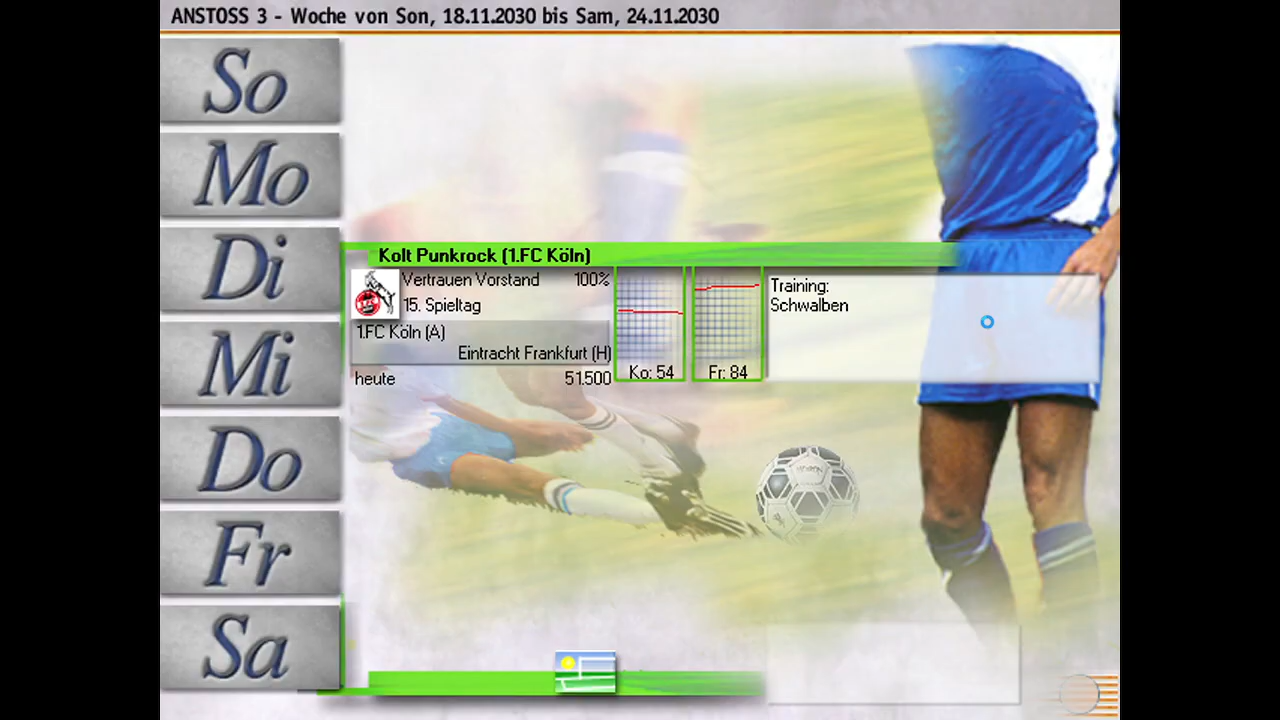 ANSTOSS 3 - Woche von Son, 18.11.2030 bis Sam, 24.11.2030
So
Mo
Di
Mi
Do
Fr
Sa
Kolt Punkrock (1.FC Köln)
Vertrauen Vorstand 100%
15. Spieltag
1.FC Köln (A)
Eintracht Frankfurt (H)
heute 51.500
Ko: 54
Fr: 84
Training:
Schwalben